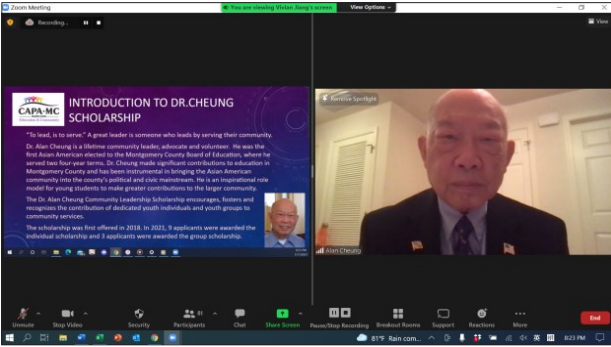 Zoom Meeting
You are viewing Vivian Jiang's screen
View Options
Recording...
View
CAPA-MC
INTRODUCTION TO DR.CHEUNG
SCHOLARSHIP
"To lead, is to serve." A great leader is someone who leads by serving their community.
Dr. Alan Cheung is a lifetime community leader, advocate and volunteer. He was the
first Asian American elected to the Montgomery County Board of Education, where he
served two four-year terms. Dr. Cheung made significant contributions to education in
Montgomery County and has been instrumental in bringing the Asian American
community into the county's political and civic mainstream. He is an inspirational role
model for young students to make greater contributions to the larger community.
The Dr. Alan Cheung Community Leadership Scholarship encourages, fosters and
recognizes the contribution of dedicated youth individuals and youth groups to
community services.
The scholarship was first offered in 2018. In 2021, 9 applicants were awarded the
individual scholarship and 3 applicants were awarded the group scholarship.
Remove Spotlight
Alan Cheung
Unmute
Stop Video
Security
Participants
81
Chat
Share Screen
Pause/Stop Recording
Breakout Rooms
Support
Reactions
More
End
81°F Rain com...
英
8:23 PM